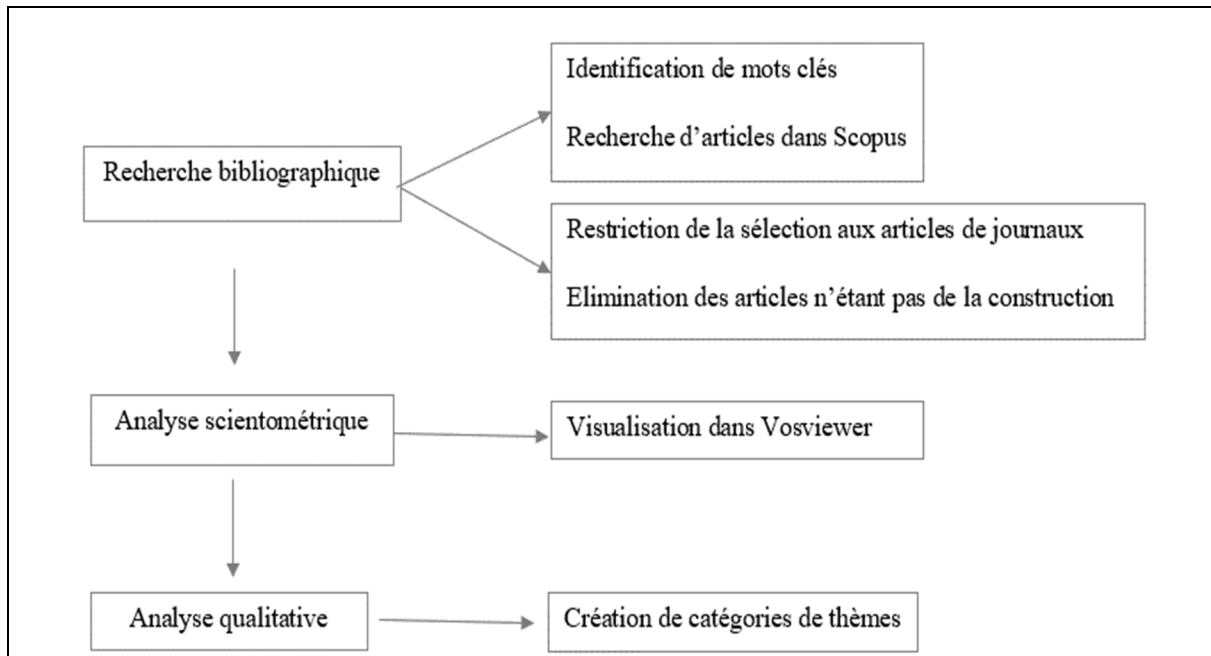 Identification de mots clés
Recherche d’articles dans Scopus
Recherche bibliographique
Restriction de la sélection aux articles de journaux
Elimination des articles n’étant pas de la construction
Analyse scientométrique
Visualisation dans Vosviewer
Analyse qualitative
Création de catégories de thèmes